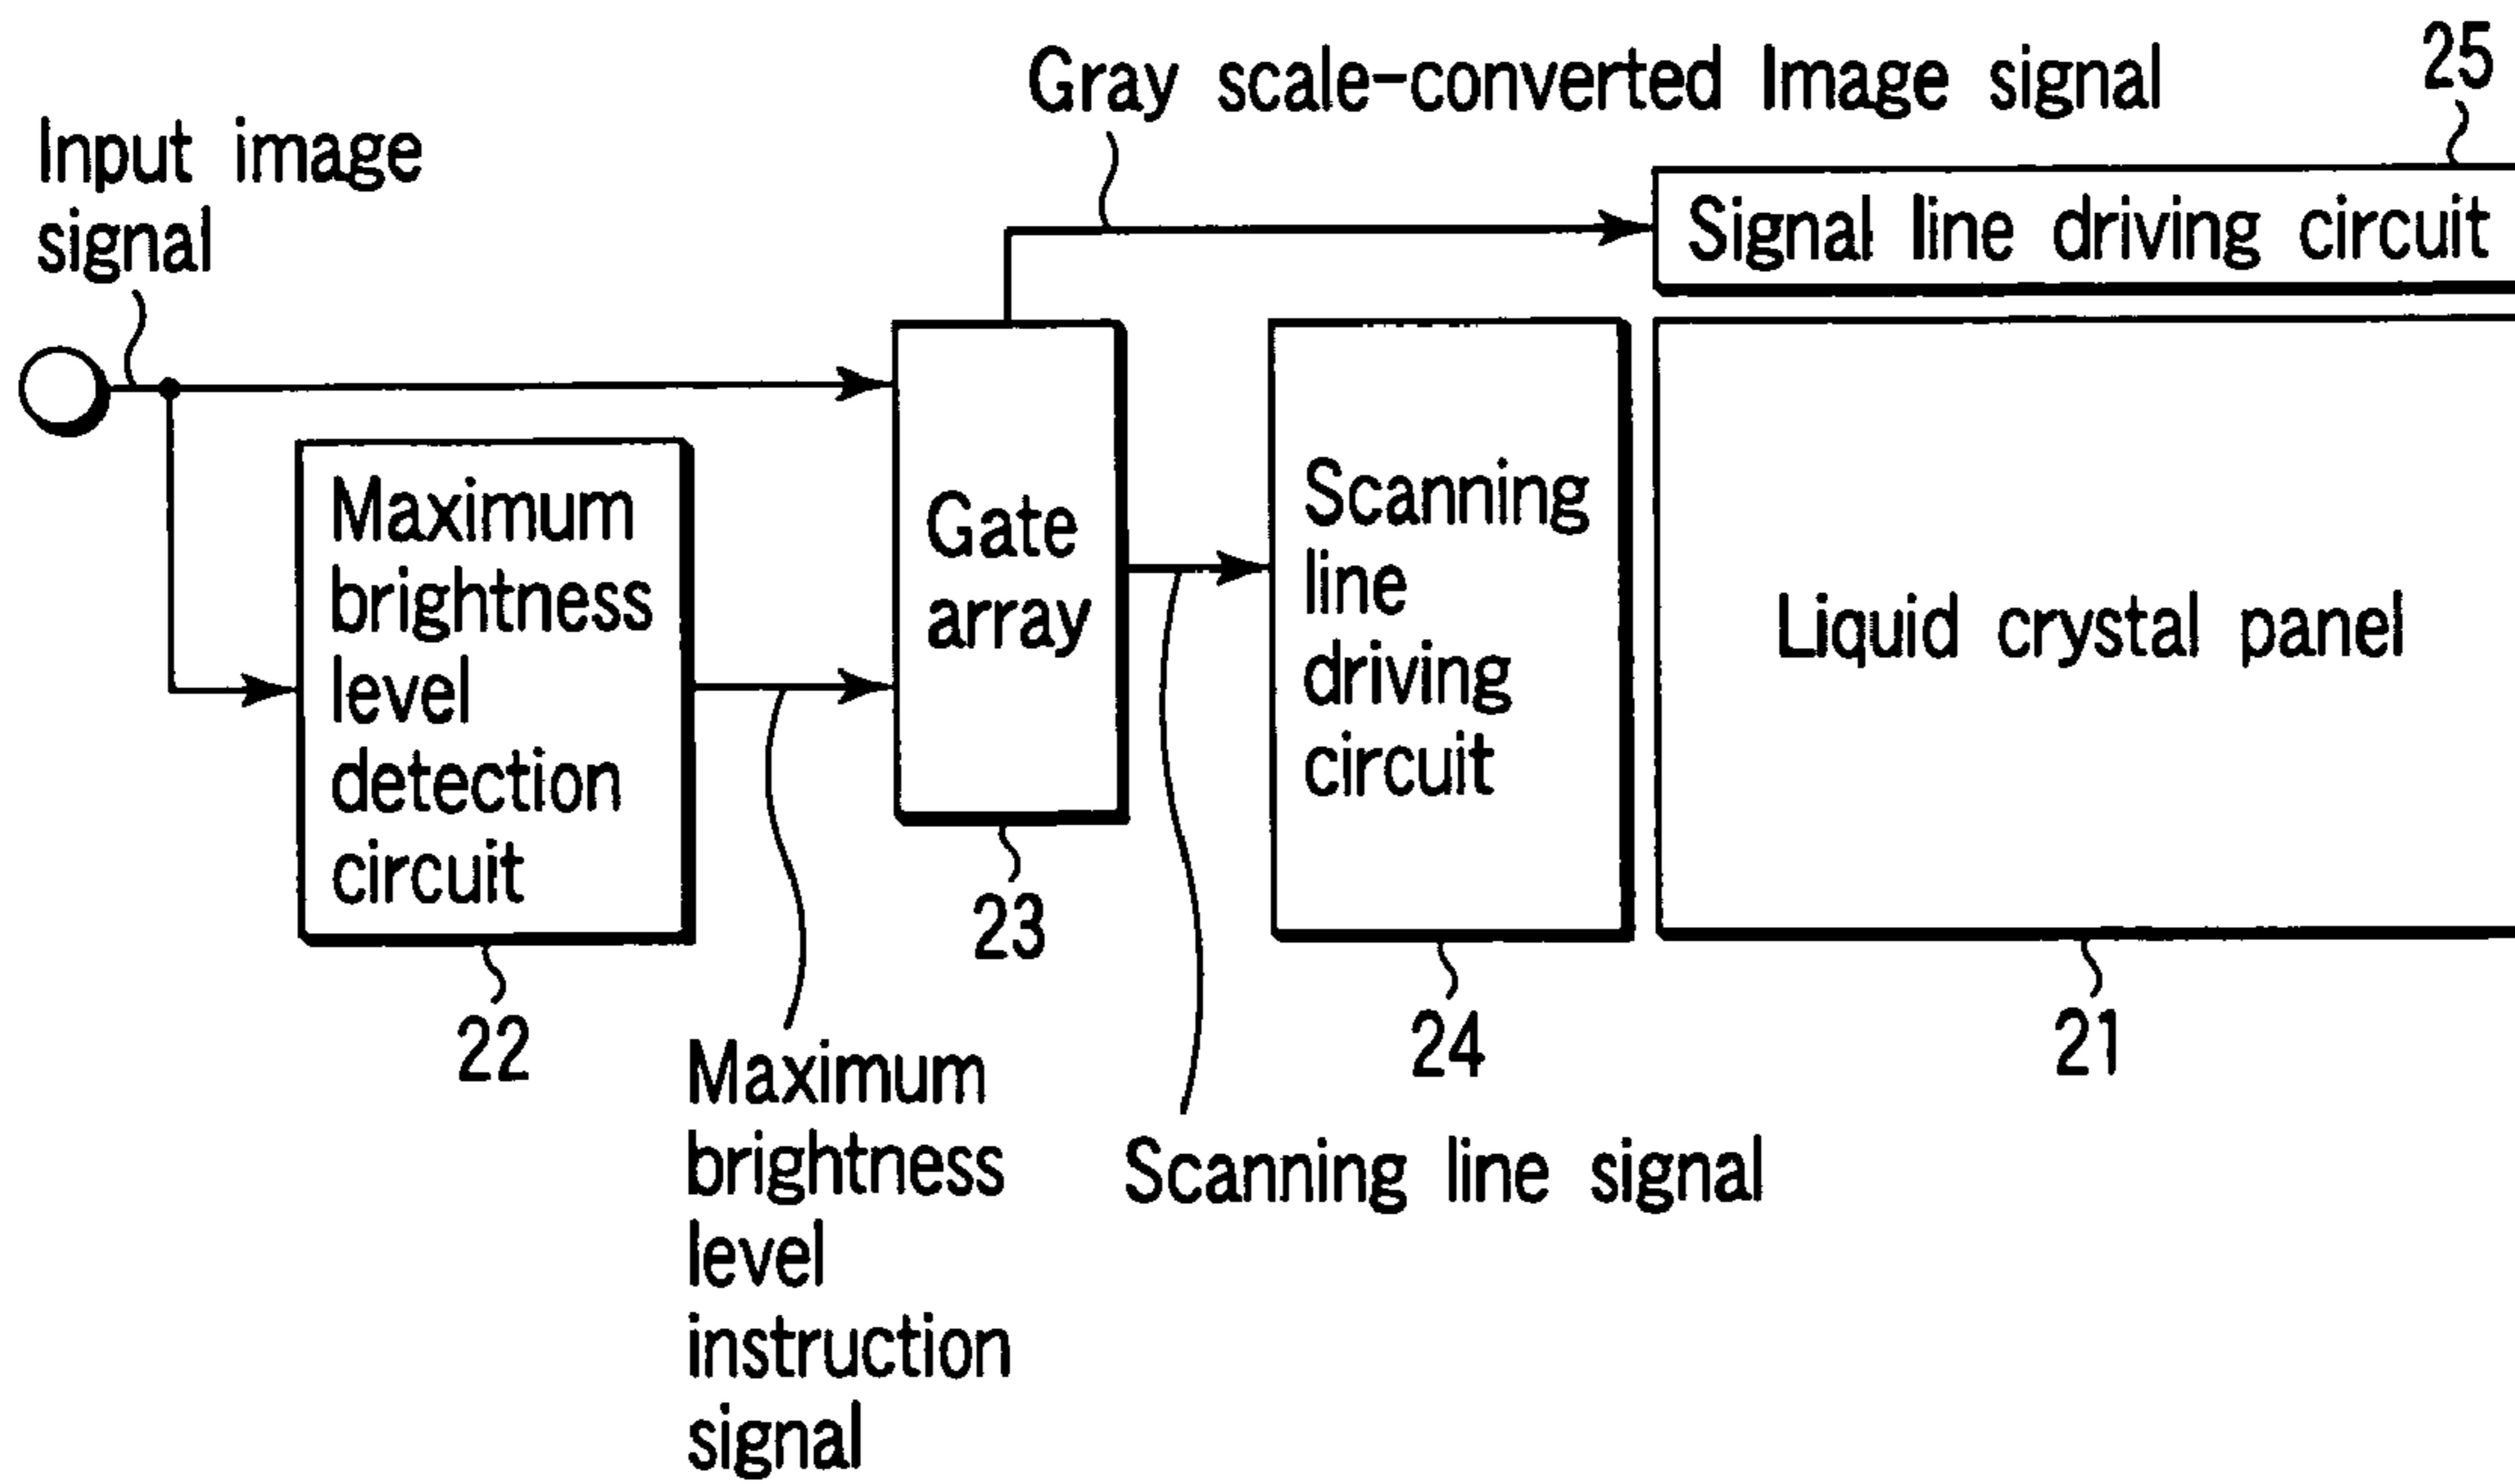 25
Gray scale-converted Image signal
Input image
signal
Signal line driving circuit
Maximum
brightness
level
detection
circuit
Gate
array
Scanning
line
driving
circuit
Liquid crystal panel
23
22
24
21
Maximum
brightness
level
instruction
signal
Scanning line signal